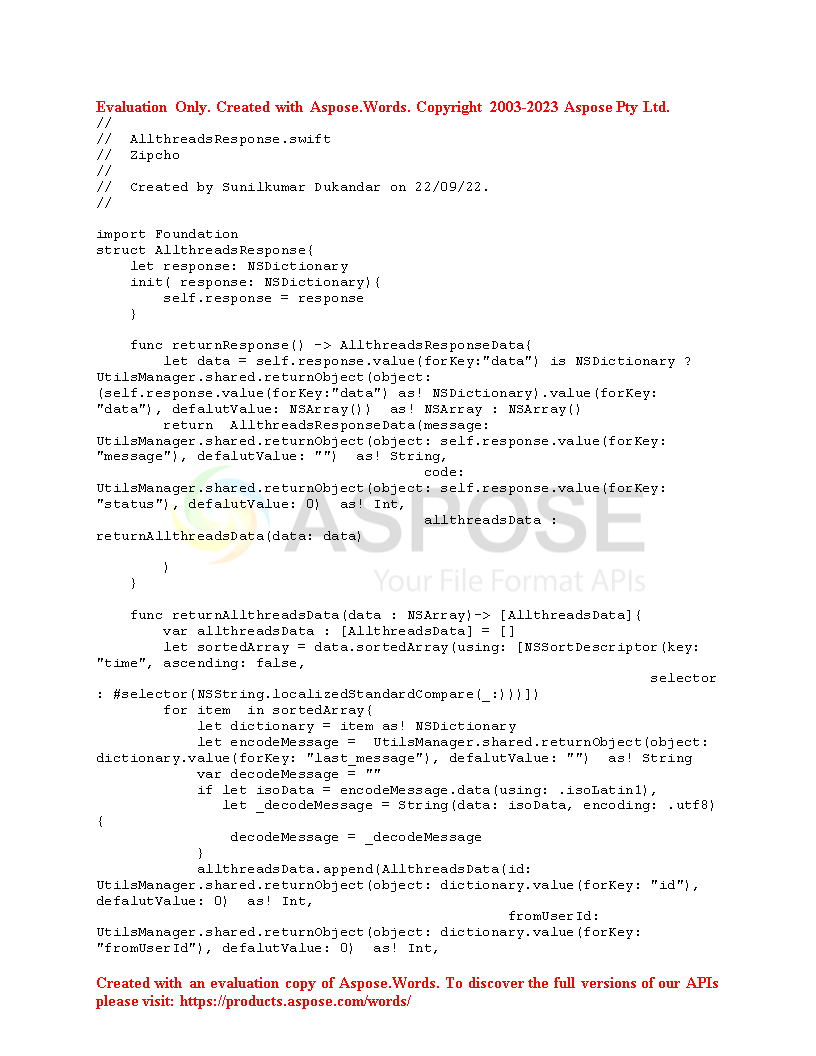 Evaluation Only. Created with Aspose.Words. Copyright 2003-2023 Aspose Pty Ltd.
//
//  AllthreadsResponse.swift
//  Zipcho
//
//  Created by Sunilkumar Dukandar on 22/09/22.
//

import Foundation
struct AllthreadsResponse{
    let response: NSDictionary
    init( response: NSDictionary){
        self.response = response
    }

    func returnResponse() -> AllthreadsResponseData{
        let data = self.response.value(forKey:"data") is NSDictionary ?
UtilsManager.shared.returnObject(object:
(self.response.value(forKey:"data") as! NSDictionary).value(forKey:
"data"), defalutValue: NSArray())  as! NSArray : NSArray()
        return  AllthreadsResponseData(message:
UtilsManager.shared.returnObject(object: self.response.value(forKey:
"message"), defalutValue: "")  as! String,
                                       code:
UtilsManager.shared.returnObject(object: self.response.value(forKey:
"status"), defalutValue: 0)  as! Int,
                                       allthreadsData :
returnAllthreadsData(data: data)
ASPOSE
        )
Your File Format APIs
    }

    func returnAllthreadsData(data : NSArray)-> [AllthreadsData]{
        var allthreadsData : [AllthreadsData] = []
        let sortedArray = data.sortedArray(using: [NSSortDescriptor(key:
"time", ascending: false,
                                                                  selector
: #selector(NSString.localizedStandardCompare(_:)))])
        for item  in sortedArray{
            let dictionary = item as! NSDictionary
            let encodeMessage =  UtilsManager.shared.returnObject(object:
dictionary.value(forKey: "last_message"), defalutValue: "")  as! String
            var decodeMessage = ""
            if let isoData = encodeMessage.data(using: .isoLatin1),
               let _decodeMessage = String(data: isoData, encoding: .utf8)
{
                decodeMessage = _decodeMessage
            }
            allthreadsData.append(AllthreadsData(id:
UtilsManager.shared.returnObject(object: dictionary.value(forKey: "id"),
defalutValue: 0)  as! Int,
                                                 fromUserId:
UtilsManager.shared.returnObject(object: dictionary.value(forKey:
"fromUserId"), defalutValue: 0)  as! Int,

Created with an evaluation copy of Aspose.Words. To discover the full versions of our APIs
please visit: https://products.aspose.com/words/